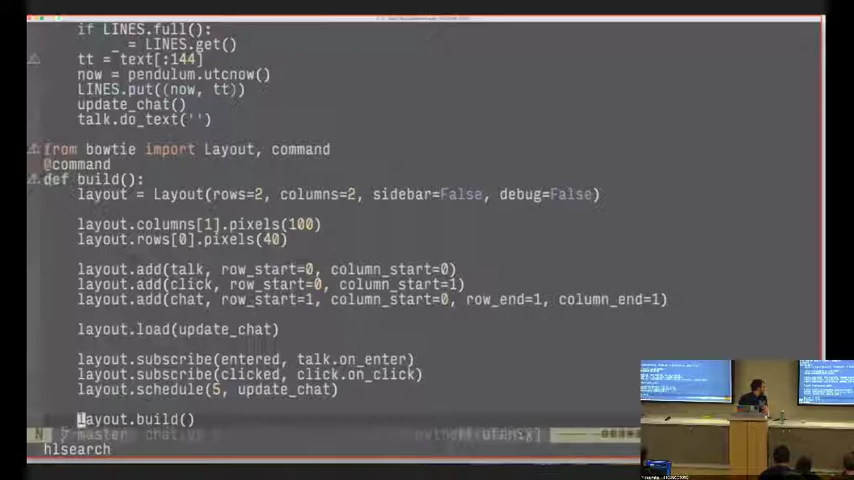 if LINES.full():
_ = LINES.get()
tt = text[:144]
now = pendulum.utcnow()
LINES.put((now, tt))
update_chat()
talk.do_text('')
from bowtie import Layout, command
@command
def build():
layout = Layout(rows=2, columns=2, sidebar=False, debug=False)
layout.columns[1].pixels(100)
layout.rows[0].pixels(40)
layout.add(talk, row_start=0, column_start=0)
layout.add(click, row_start=0, column_start=1)
layout.add(chat, row_start=1, column_start=0, row_end=1, column_end=1)
layout.load(update_chat)
layout.subscribe(entered, talk.on_enter)
layout.subscribe(clicked, click.on_click)
layout.schedule(5, update_chat)
layout.build()
N master
hlsearch